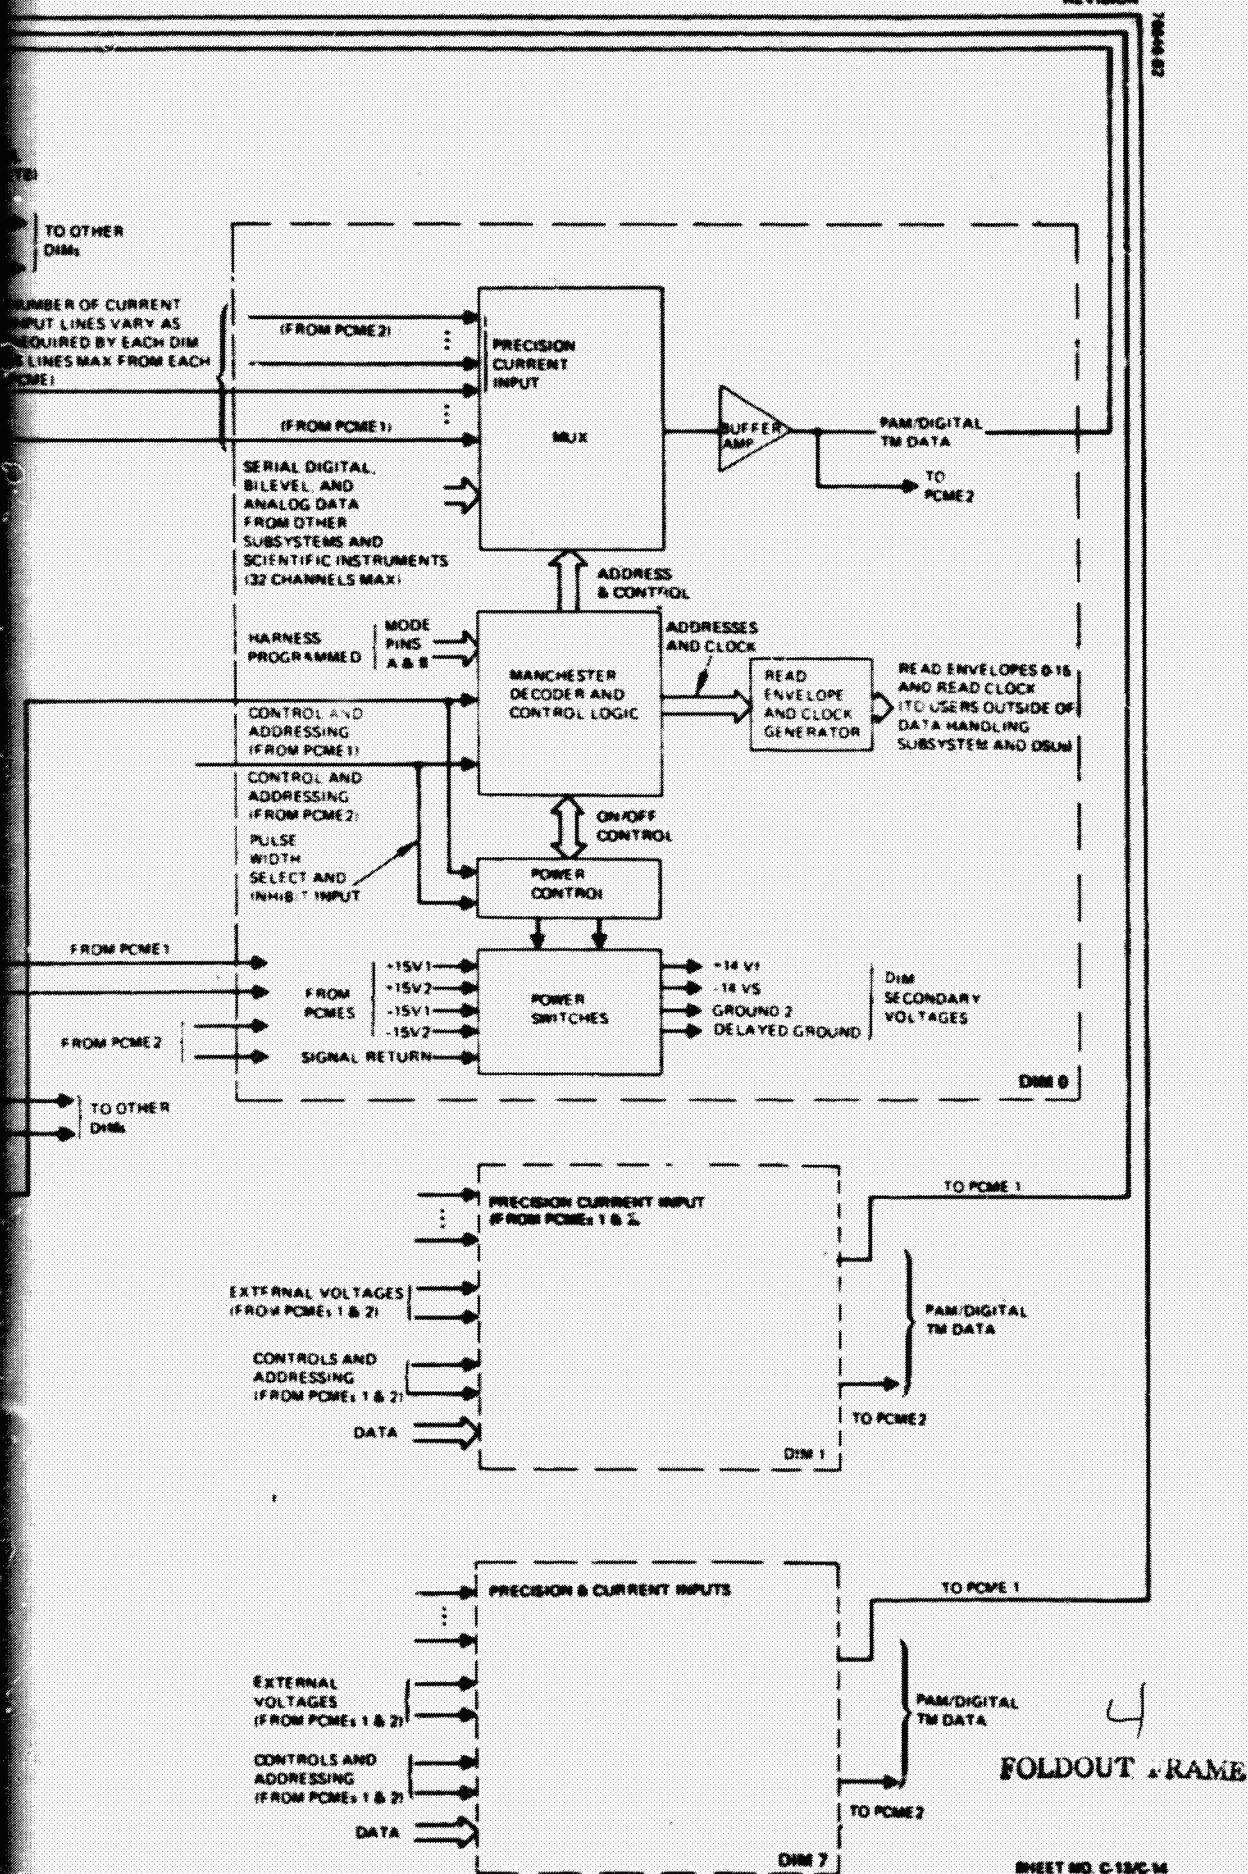 REVISION
TO OTHER
DIMs
NUMBER OF CURRENT
INPUT LINES VARY AS
REQUIRED BY EACH DIM
LINES MAX FROM EACH
PCME)
(FROM PCME2)
PRECISION
CURRENT
INPUT
(FROM PCME1)
MUX
BUFFER
AMP
PAM/DIGITAL
TM DATA
TO
PCME2
SERIAL DIGITAL,
BILEVEL, AND
ANALOG DATA
FROM OTHER
SUBSYSTEMS AND
SCIENTIFIC INSTRUMENTS
(32 CHANNELS MAX)
ADDRESS
& CONTROL
HARNESS
PROGRAMMED
MODE
PINS
A & B
MANCHESTER
DECODER AND
CONTROL LOGIC
ADDRESSES
AND CLOCK
READ
ENVELOPE
AND CLOCK
GENERATOR
READ ENVELOPES 0-15
AND READ CLOCK
(TO USERS OUTSIDE OF
DATA HANDLING
SUBSYSTEM AND DSUs)
CONTROL AND
ADDRESSING
(FROM PCME1)
CONTROL AND
ADDRESSING
(FROM PCME2)
PULSE
WIDTH
SELECT AND
INHIBIT INPUT
ON/OFF
CONTROL
POWER
CONTROL
FROM PCME1
FROM
PCMES
+15V1
+15V2
-15V1
-15V2
SIGNAL RETURN
POWER
SWITCHES
-14 VS
GROUND 2
DELAYED GROUND
DIM
SECONDARY
VOLTAGES
FROM PCME2
DIM 0
TO OTHER
DIMs
PRECISION CURRENT INPUT
(FROM PCMEs 1 & 2)
TO PCME 1
EXTERNAL VOLTAGES
(FROM PCMEs 1 & 2)
PAM/DIGITAL
TM DATA
CONTROLS AND
ADDRESSING
(FROM PCMEs 1 & 2)
TO PCME2
DATA
DIM 1
PRECISION & CURRENT INPUTS
TO PCME 1
EXTERNAL
VOLTAGES
(FROM PCMEs 1 & 2)
PAM/DIGITAL
TM DATA
4
CONTROLS AND
ADDRESSING
(FROM PCMEs 1 & 2)
FOLDOUT FRAME
TO PCME2
DATA
DIM 7
SHEET NO. C-13/C-14